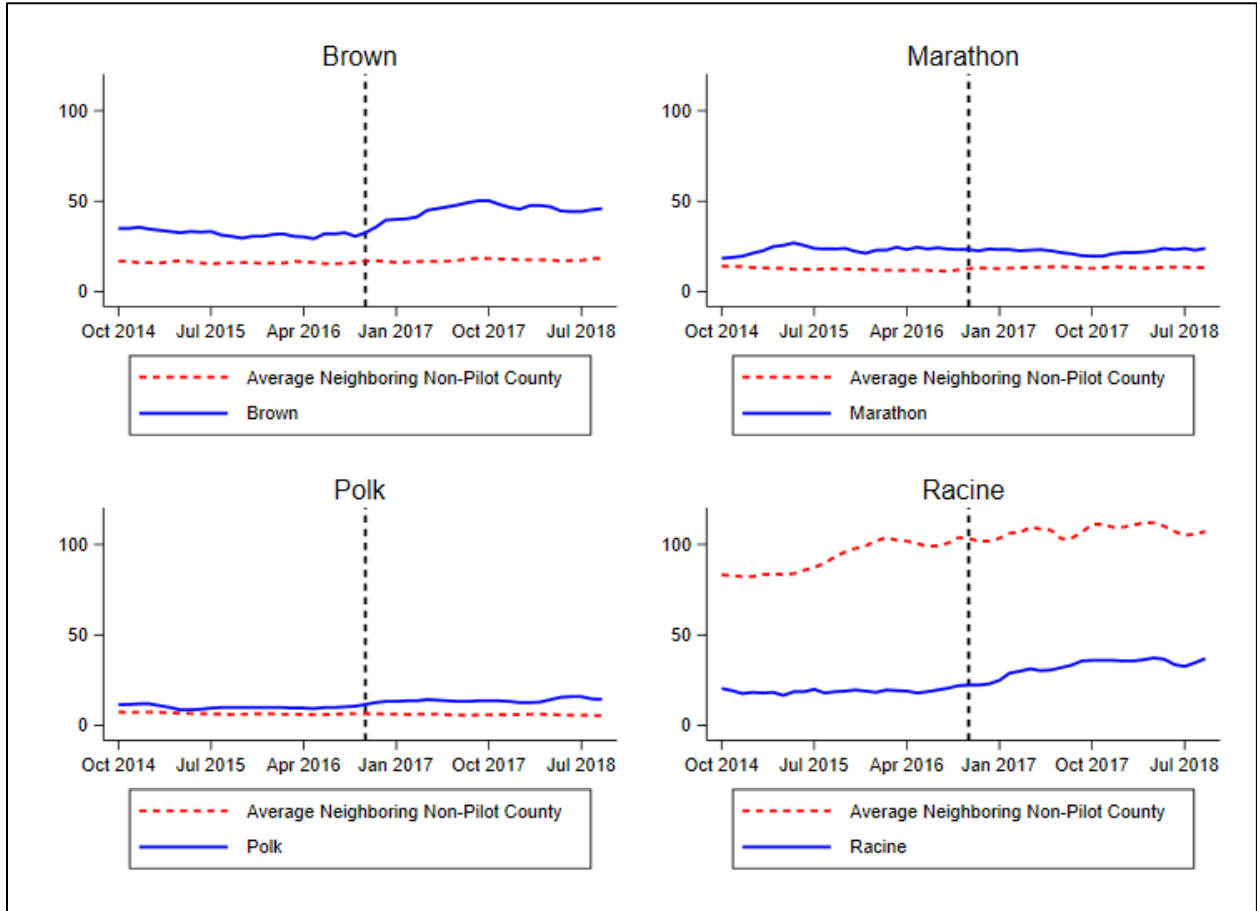 Brown
100
50
0
Oct 2014 Jul 2015 Apr 2016 Jan 2017 Oct 2017 Jul 2018
Average Neighboring Non-Pilot County
Brown
Marathon
100
50
0
Oct 2014 Jul 2015 Apr 2016 Jan 2017 Oct 2017 Jul 2018
Average Neighboring Non-Pilot County
Marathon
Polk
100
50
0
Oct 2014 Jul 2015 Apr 2016 Jan 2017 Oct 2017 Jul 2018
Average Neighboring Non-Pilot County
Polk
Racine
100
50
0
Oct 2014 Jul 2015 Apr 2016 Jan 2017 Oct 2017 Jul 2018
Average Neighboring Non-Pilot County
Racine